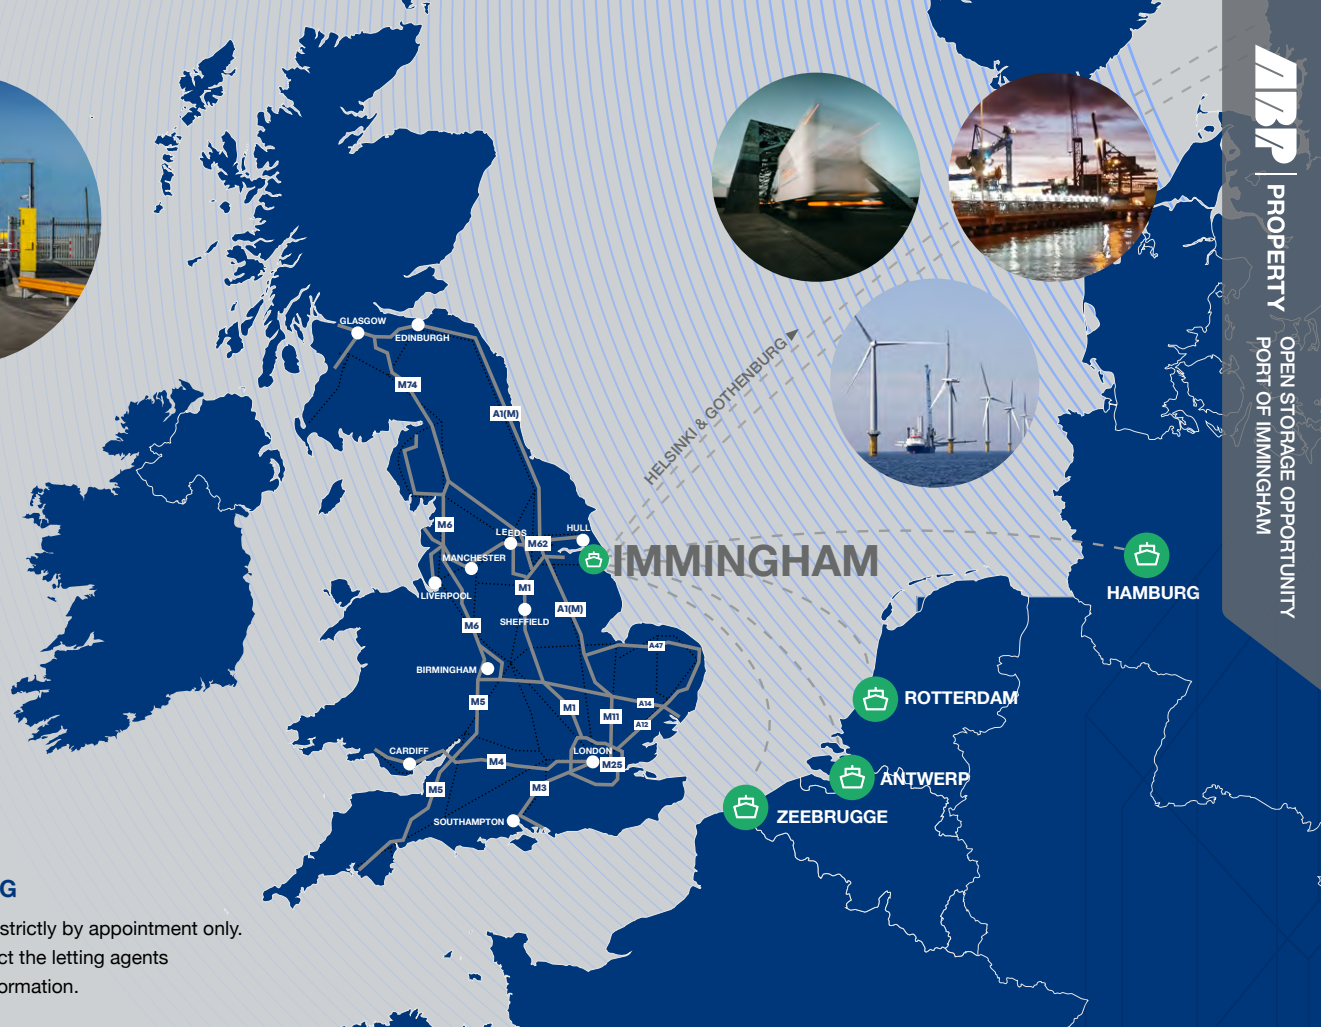 ABP
PROPERTY
OPEN STORAGE OPPORTUNITY
PORT OF IMMINGHAM
GLASGOW
EDINBURGH
M74
A1(M)
HELSINKI & GOTHENBURG
M6
LEEDS
HULL
M62
MANCHESTER
IMMINGHAM
HAMBURG
M1
LIVERPOOL
A1(M)
SHEFFIELD
M6
A47
BIRMINGHAM
M5
M1
M11
A14
A12
ROTTERDAM
CARDIFF
LONDON
M4
M25
M5
M3
ANTWERP
SOUTHAMPTON
ZEEBRUGGE
G
strictly by appointment only.
ct the letting agents
ormation.